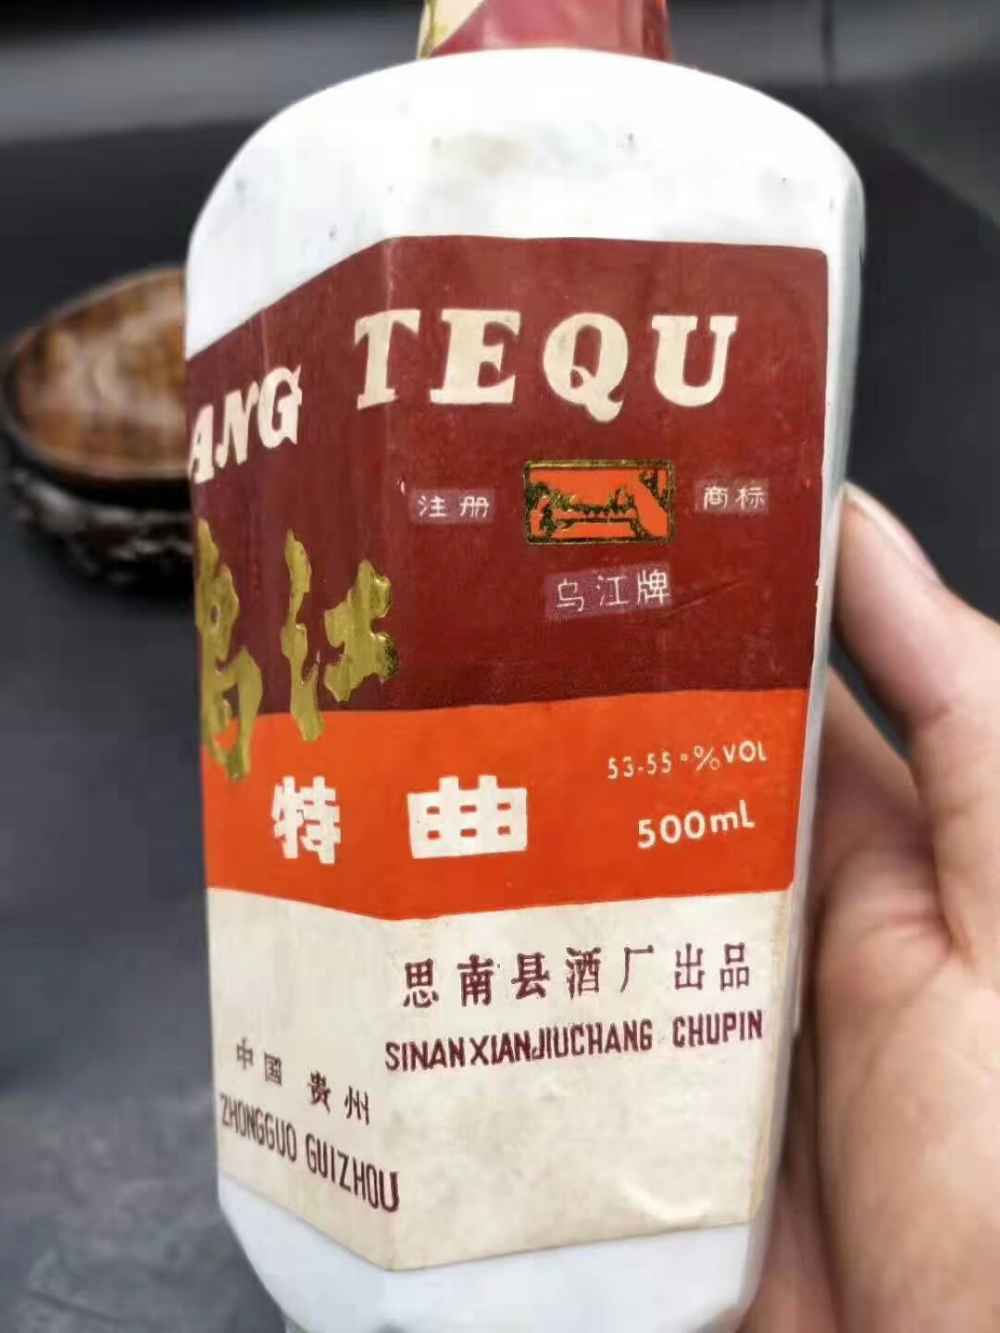 ANG TEQU
注册 商标
乌江牌
乌江
特曲
53-55°%VOL
500mL
思南县酒厂出品
SINANXIANJIUCHANG CHUPIN
中国 贵州
ZHONGGUO GUIZHOU